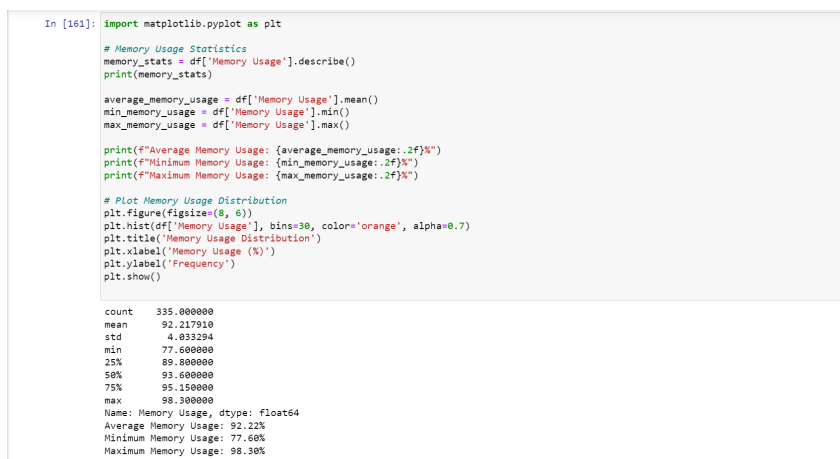 In [161]: import matplotlib.pyplot as plt
# Memory Usage Statistics
memory_stats = df['Memory Usage'].describe()
print(memory_stats)
average_memory_usage = df['Memory Usage'].mean()
min_memory_usage = df['Memory Usage'].min()
max_memory_usage = df['Memory Usage'].max()
print(f"Average Memory Usage: {average_memory_usage:.2f}%")
print(f"Minimum Memory Usage: {min_memory_usage:.2f}%")
print(f"Maximum Memory Usage: {max_memory_usage:.2f}%")
# Plot Memory Usage Distribution
plt.figure(figsize=(8, 6))
plt.hist(df['Memory Usage'], bins=30, color='orange', alpha=0.7)
plt.title('Memory Usage Distribution')
plt.xlabel('Memory Usage (%)')
plt.ylabel('Frequency')
plt.show()
count 335.000000
mean 92.217910
std 4.033294
min 77.600000
25% 89.800000
50% 93.600000
75% 95.150000
max 98.300000
Name: Memory Usage, dtype: float64
Average Memory Usage: 92.22%
Minimum Memory Usage: 77.60%
Maximum Memory Usage: 98.30%